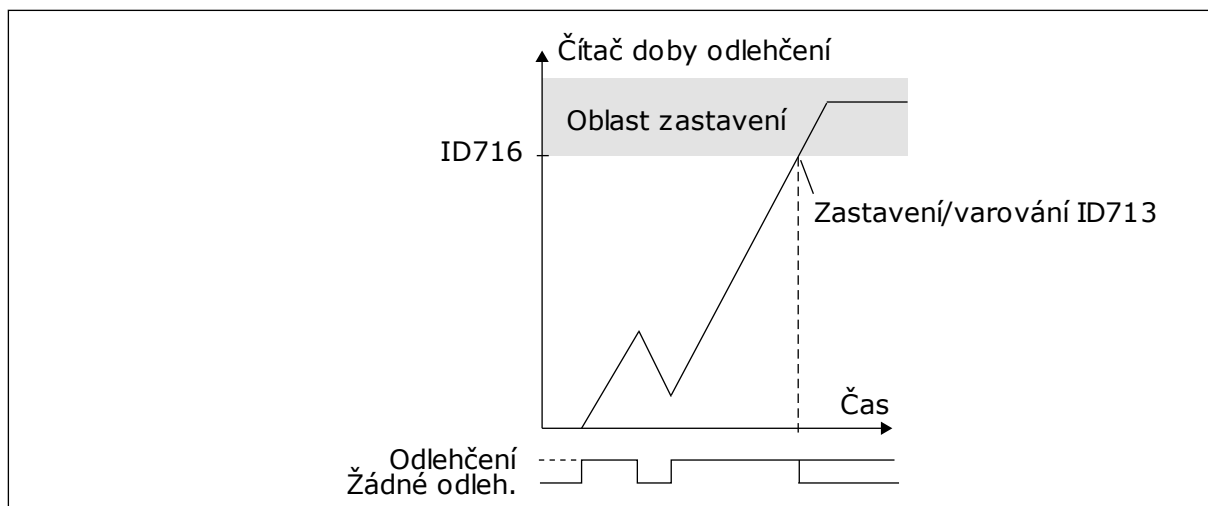 Čítač doby odlehčení
Oblast zastavení
ID716
Zastavení/varování ID713
Čas
Odlehčení
Žádné odleh.